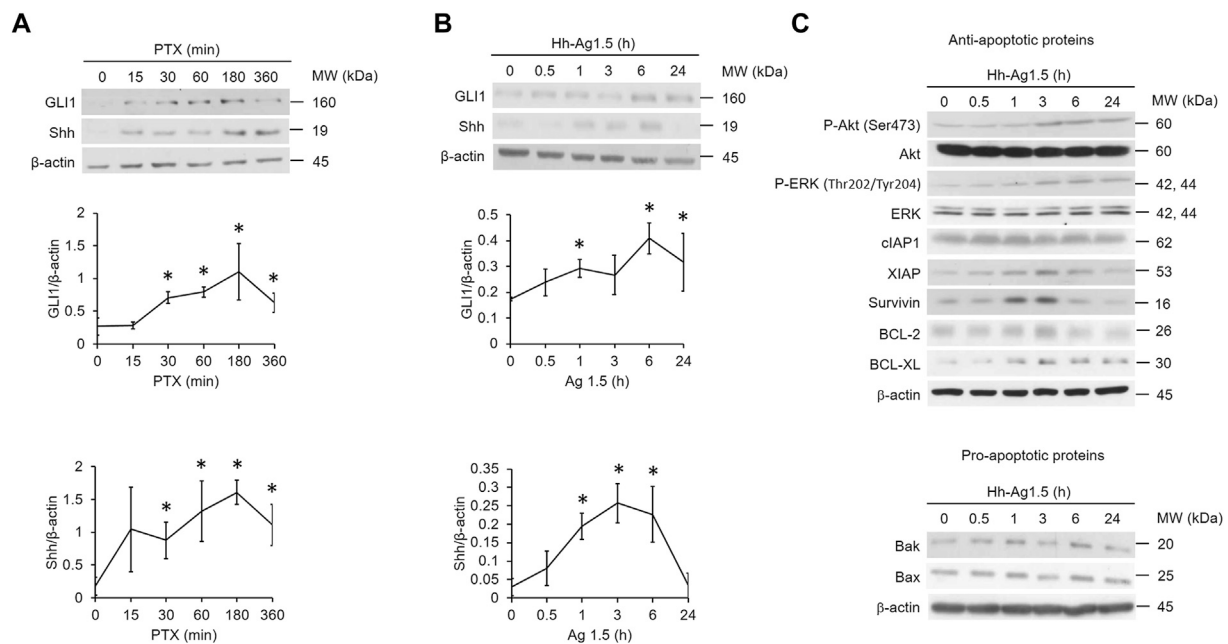 A
PTX (min)
0 15 30 60 180 360 MW (kDa)
GLI1 160
Shh 19
β-actin 45
GLI1/β-actin
2
1.5
1
0.5
0
0 15 30 60 180 360
PTX (min)
* * * *
Shh/β-actin
2
1.5
1
0.5
0
0 15 30 60 180 360
PTX (min)
* * * *
B
Hh-Ag1.5 (h)
0 0.5 1 3 6 24 MW (kDa)
GLI1 160
Shh 19
β-actin 45
GLI1/β-actin
0.5
0.4
0.3
0.2
0.1
0
0 0.5 1 3 6 24
Ag 1.5 (h)
* * *
Shh/β-actin
0.35
0.3
0.25
0.2
0.15
0.1
0.05
0
0 0.5 1 3 6 24
Ag 1.5 (h)
* * *
C
Anti-apoptotic proteins
Hh-Ag1.5 (h)
0 0.5 1 3 6 24 MW (kDa)
P-Akt (Ser473) 60
Akt 60
P-ERK (Thr202/Tyr204) 42, 44
ERK 42, 44
cIAP1 62
XIAP 53
Survivin 16
BCL-2 26
BCL-XL 30
β-actin 45
Pro-apoptotic proteins
Hh-Ag1.5 (h)
0 0.5 1 3 6 24 MW (kDa)
Bak 20
Bax 25
β-actin 45